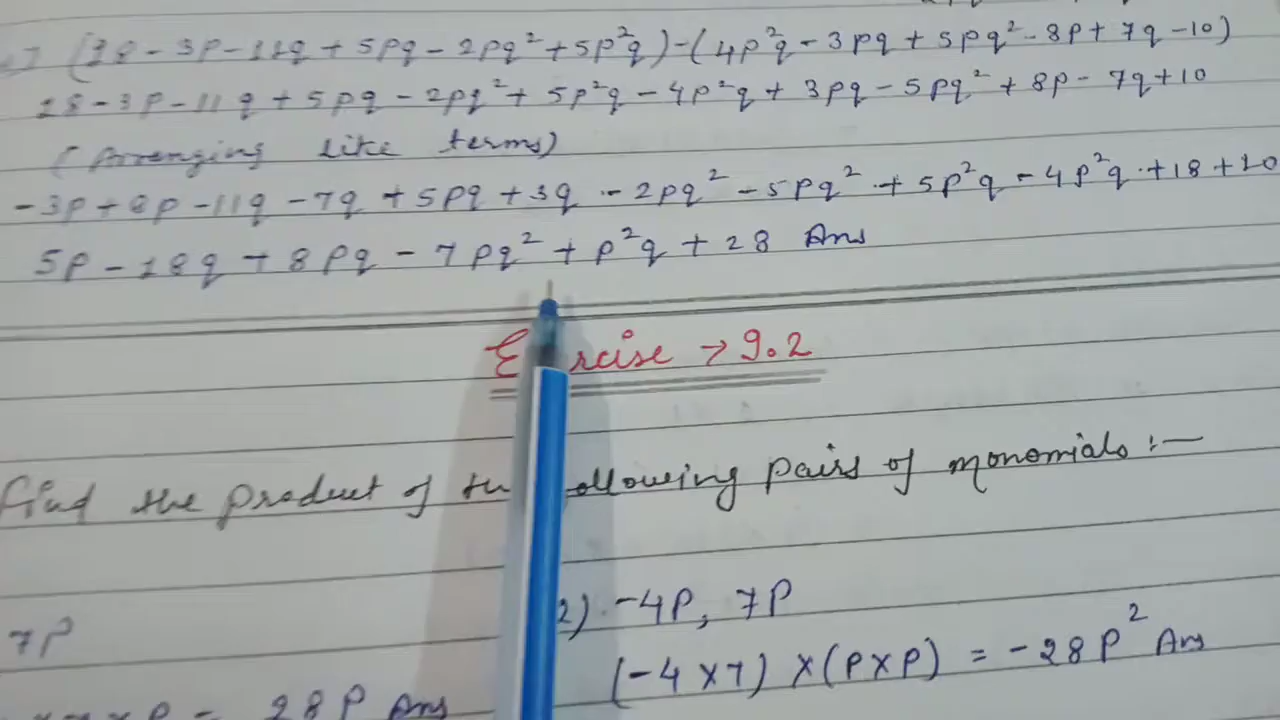 (18 - 3p - 11q + 5pq - 2pq² + 5p²q) - (4p²q - 3pq + 5pq² - 8p + 7q - 10)
18 - 3p - 11q + 5pq - 2pq² + 5p²q - 4p²q + 3pq - 5pq² + 8p - 7q + 10
(Arranging like terms)
-3p + 8p - 11q - 7q + 5pq + 3q - 2pq² - 5pq² + 5p²q - 4p²q + 18 + 10
5p - 18q + 8pq - 7pq² + p²q + 28 Ans
Exercise → 9.2
find the product of the following pairs of monomials :—
7p
2) -4p, 7p
(-4 × 7) × (p × p) = -28p² Ans
× p = 28p Ans